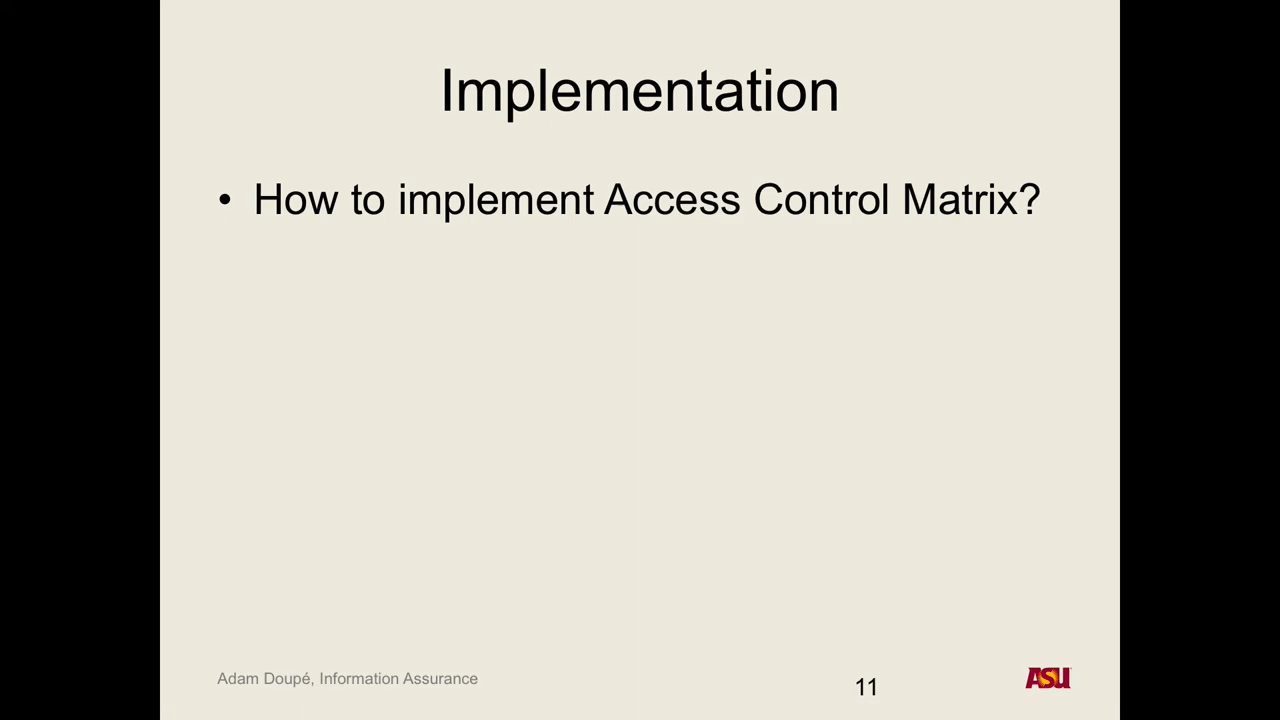 Implementation
• How to implement Access Control Matrix?
Adam Doupé, Information Assurance
11
ASU